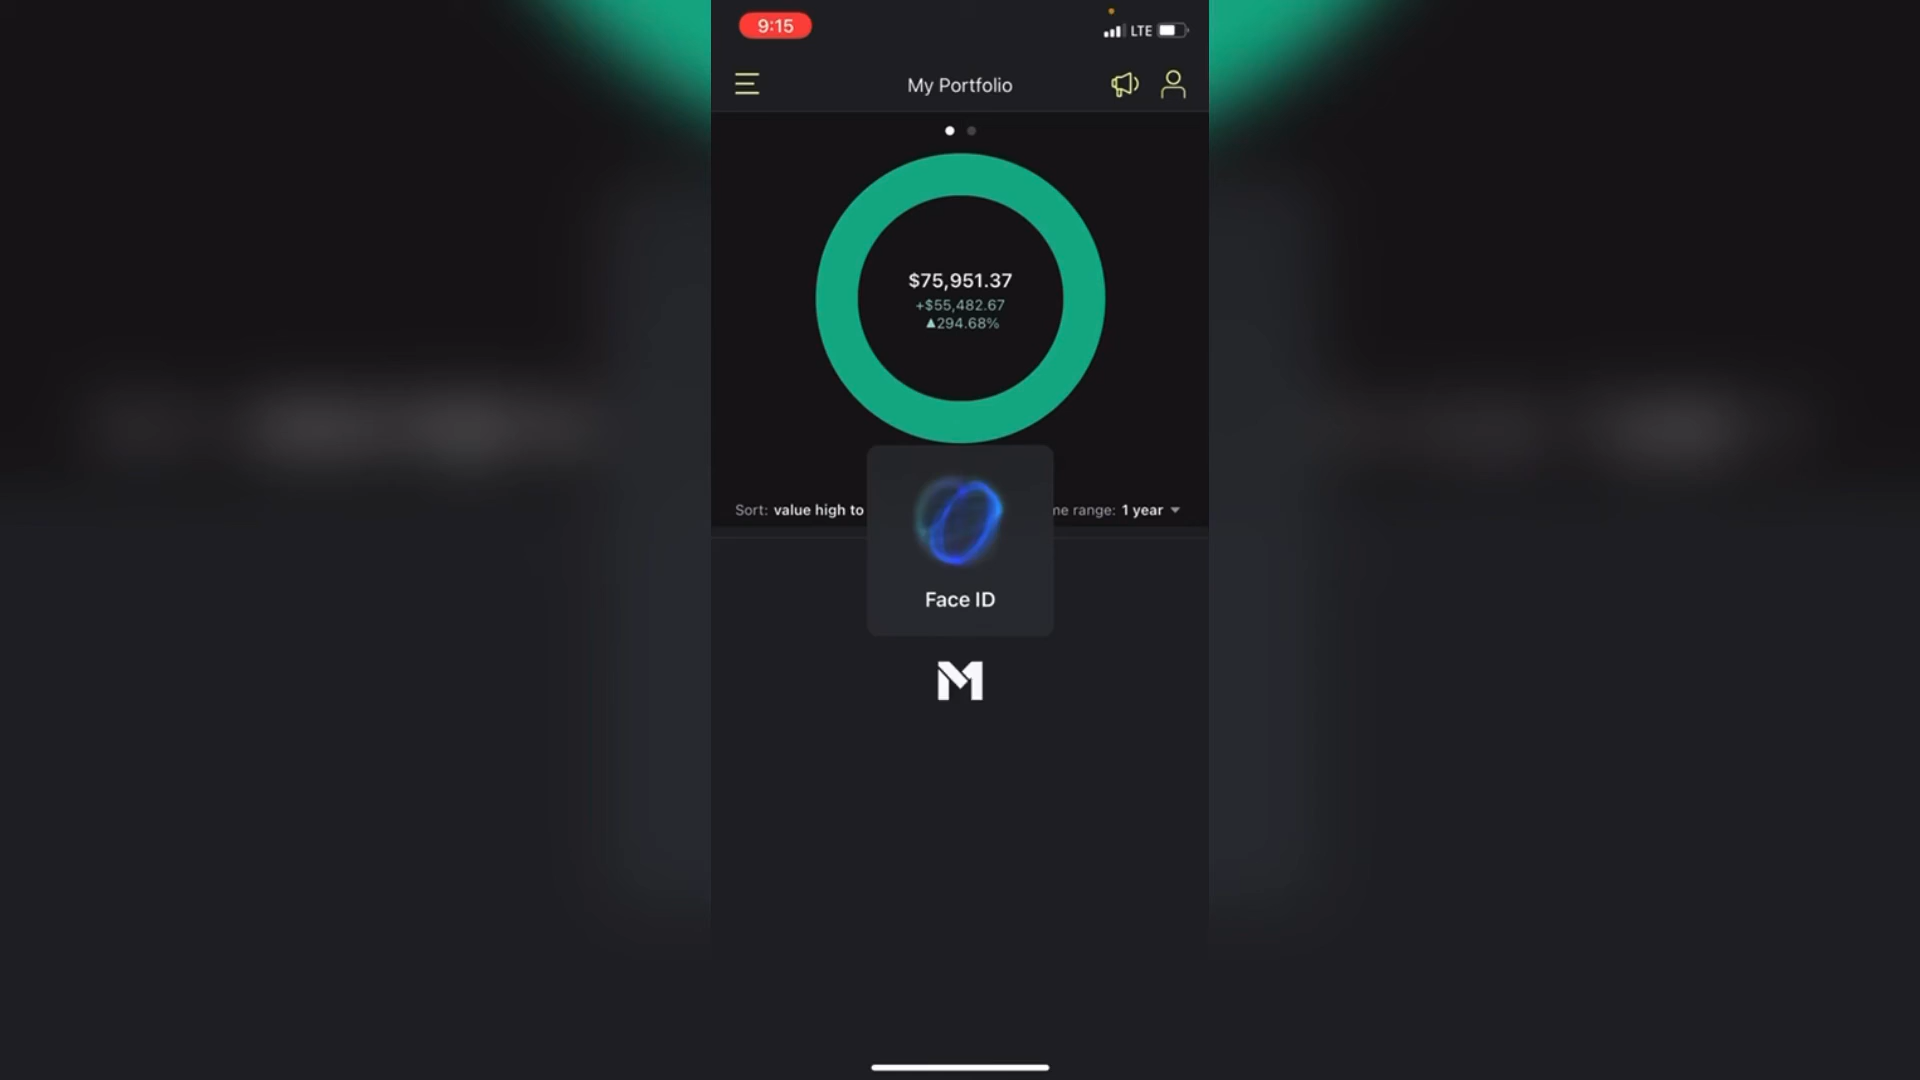 9:15
LTE
My Portfolio
$75,951.37
+$55,482.67
▲294.68%
Sort: value high to
me range: 1 year
Face ID
M